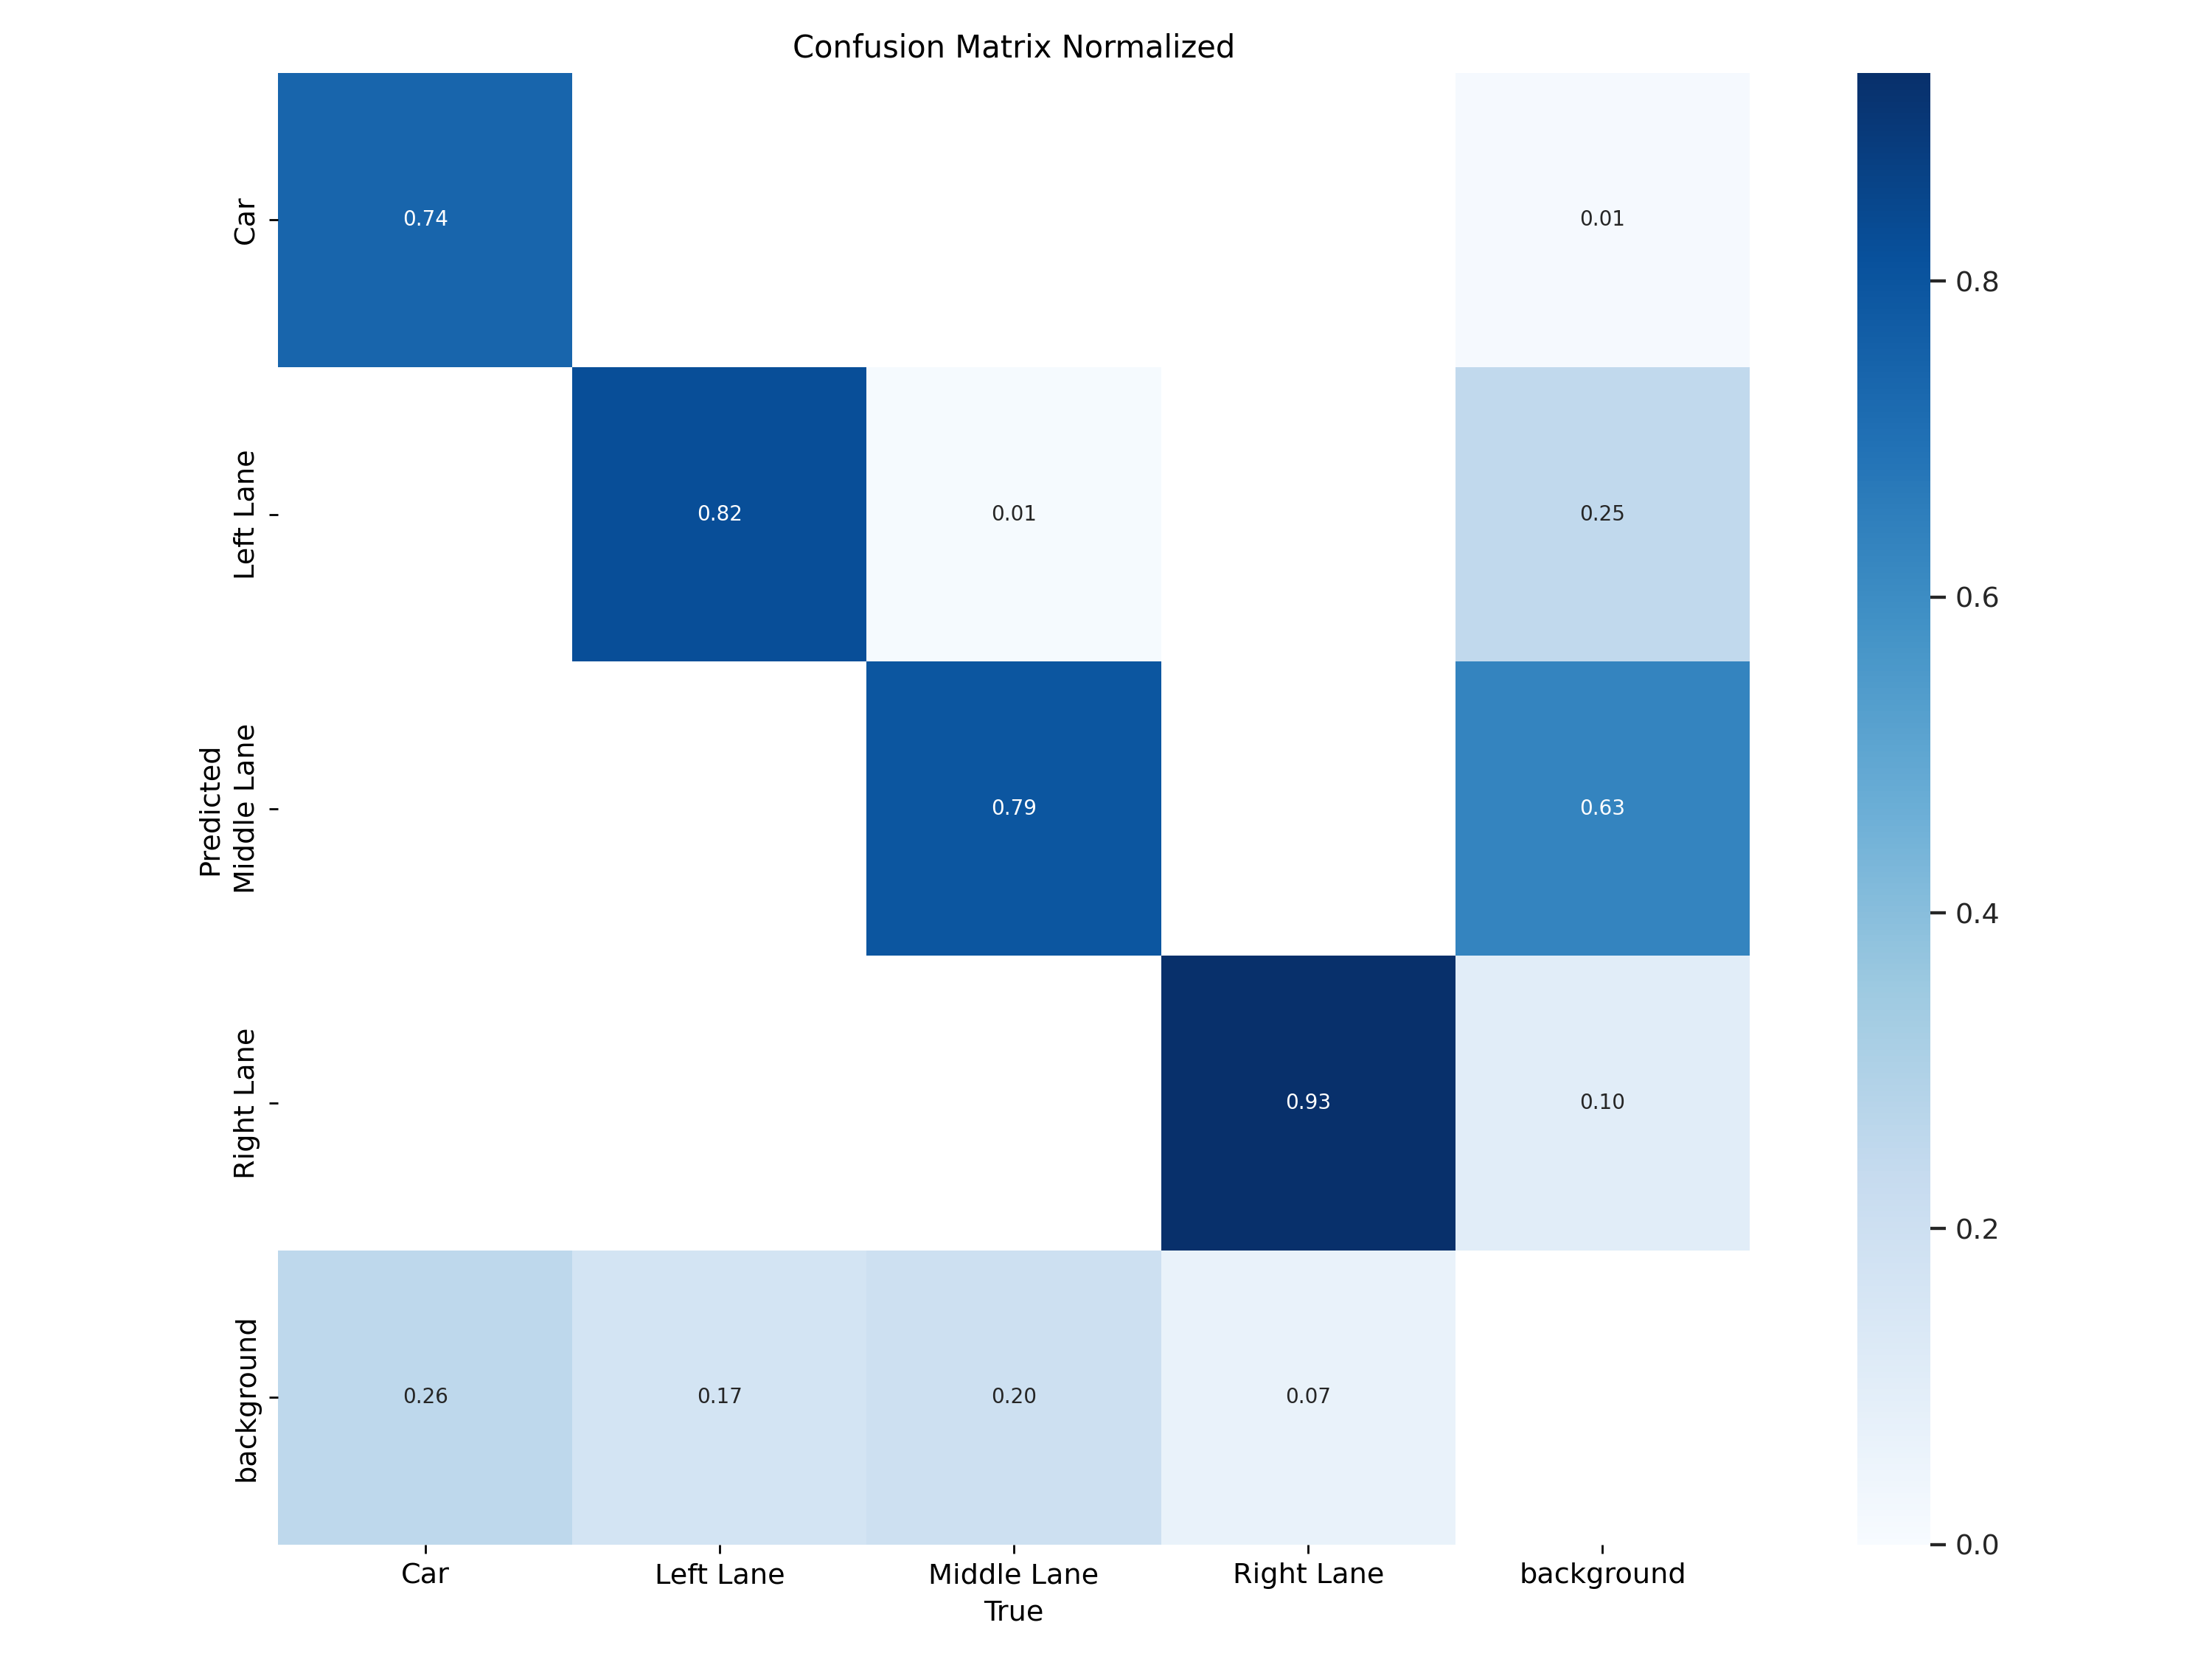 Confusion Matrix Normalized
Predicted
Car
0.74
0.01
Left Lane
0.82
0.01
0.25
Middle Lane
0.79
0.63
Right Lane
0.93
0.10
background
0.26
0.17
0.20
0.07
Car
Left Lane
Middle Lane
Right Lane
background
True
0.8
0.6
0.4
0.2
0.0